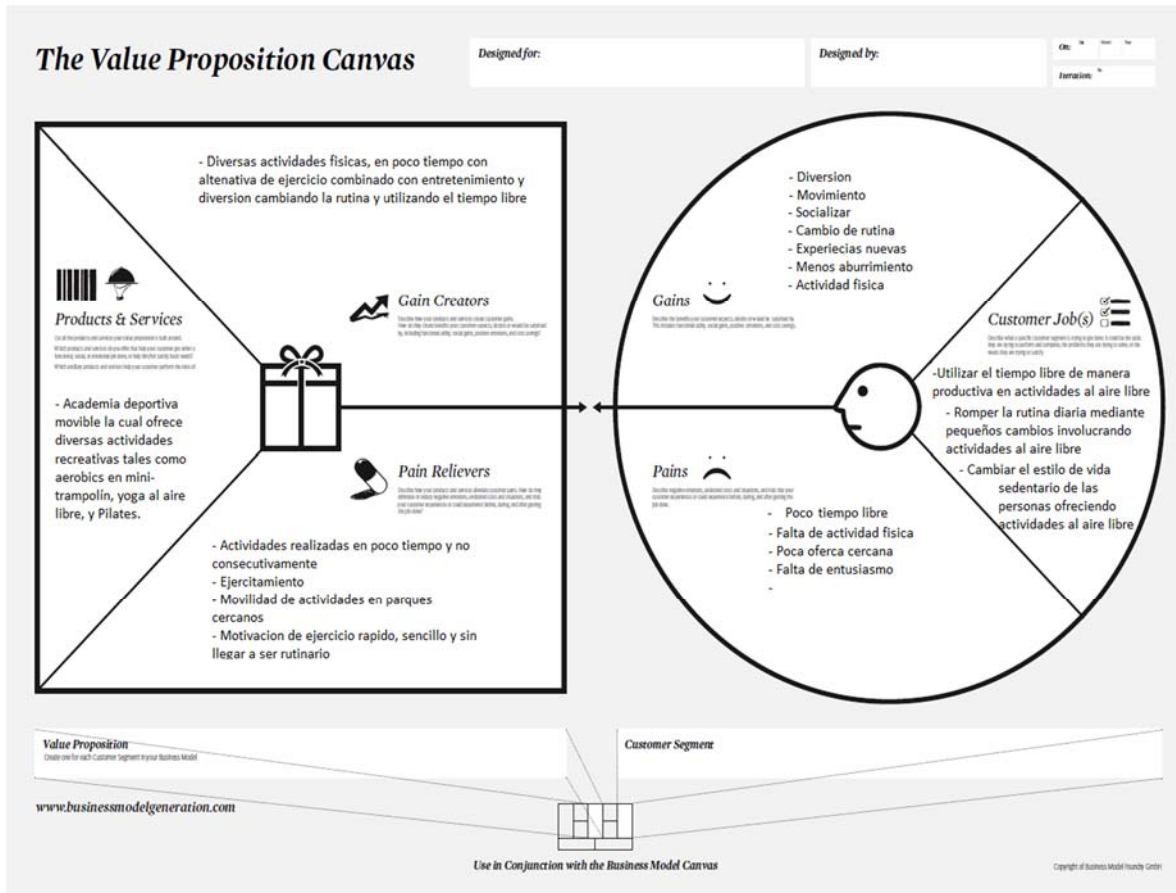 The Value Proposition Canvas
Designed for:
Designed by:
On:
Iteration:
- Diversas actividades fisicas, en poco tiempo con
altenativa de ejercicio combinado con entretenimiento y
diversion cambiando la rutina y utilizando el tiempo libre
Gain Creators
Products & Services
- Academia deportiva
movible la cual ofrece
diversas actividades
recreativas tales como
aerobics en mini-
trampolín, yoga al aire
libre, y Pilates.
Pain Relievers
- Actividades realizadas en poco tiempo y no
consecutivamente
- Ejercitamiento
- Movilidad de actividades en parques
cercanos
- Motivacion de ejercicio rapido, sencillo y sin
llegar a ser rutinario
- Diversion
- Movimiento
- Socializar
- Cambio de rutina
- Experiecias nuevas
- Menos aburrimiento
- Actividad fisica
Gains
Customer Job(s)
-Utilizar el tiempo libre de manera
productiva en actividades al aire libre
- Romper la rutina diaria mediante
pequeños cambios involucrando
actividades al aire libre
- Cambiar el estilo de vida
sedentario de las
personas ofreciendo
actividades al aire libre
Pains
- Poco tiempo libre
- Falta de actividad física
- Poca oferca cercana
- Falta de entusiasmo
-
Value Proposition
Create one for each Customer Segment in your Business Model
Customer Segment
www.businessmodelgeneration.com
Use in Conjunction with the Business Model Canvas
Copyright of Business Model Foundry GmbH